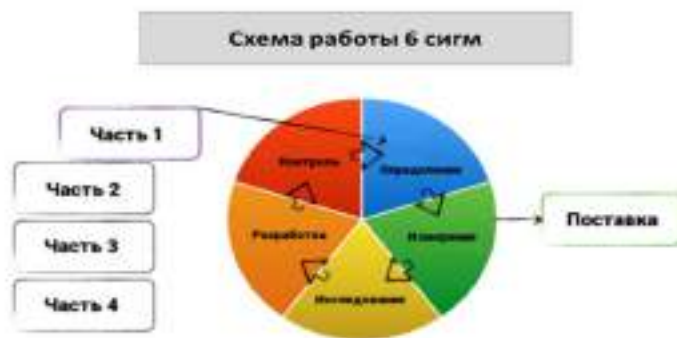 Схема работы 6 сигм
Часть 1
Часть 2
Часть 3
Часть 4
Контроль
Определение
Разработка
Измерение
Исследование
Поставка